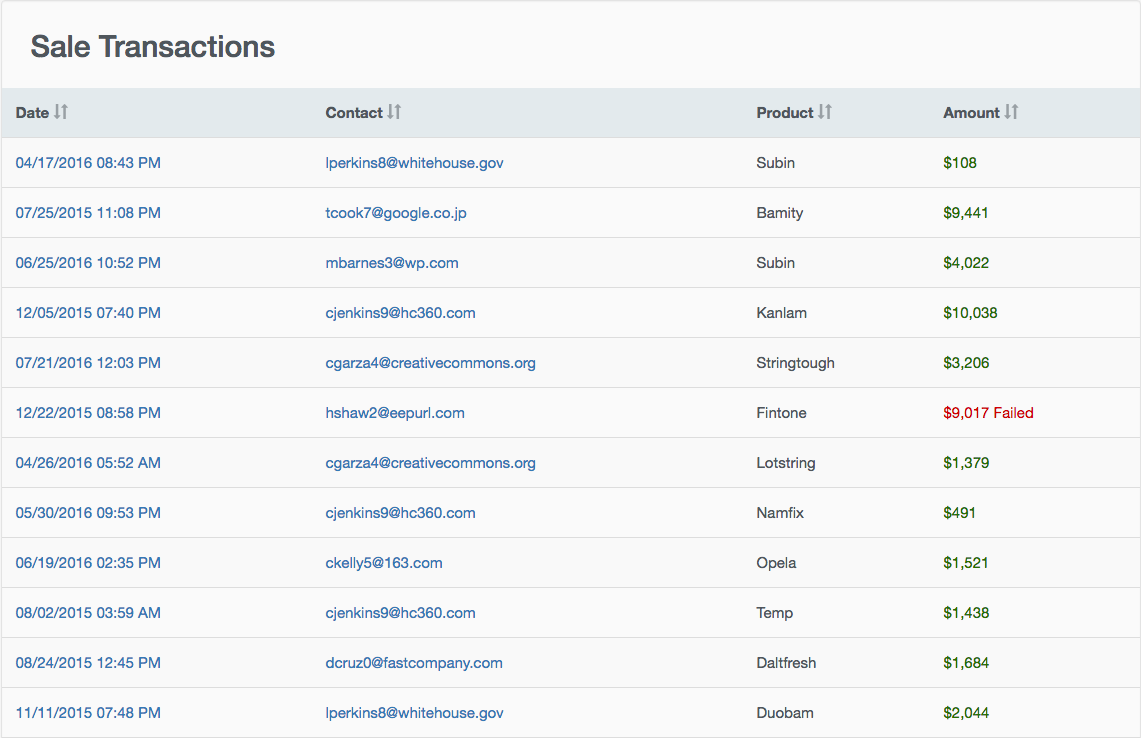 Sale Transactions
Date Contact Product Amount
04/17/2016 08:43 PM lperkins8@whitehouse.gov Subin $108
07/25/2015 11:08 PM tcook7@google.co.jp Bamity $9,441
06/25/2016 10:52 PM mbarnes3@wp.com Subin $4,022
12/05/2015 07:40 PM cjenkins9@hc360.com Kanlam $10,038
07/21/2016 12:03 PM cgarza4@creativecommons.org Stringtough $3,206
12/22/2015 08:58 PM hshaw2@eepurl.com Fintone $9,017 Failed
04/26/2016 05:52 AM cgarza4@creativecommons.org Lotstring $1,379
05/30/2016 09:53 PM cjenkins9@hc360.com Namfix $491
06/19/2016 02:35 PM ckelly5@163.com Opela $1,521
08/02/2015 03:59 AM cjenkins9@hc360.com Temp $1,438
08/24/2015 12:45 PM dcruz0@fastcompany.com Daltfresh $1,684
11/11/2015 07:48 PM lperkins8@whitehouse.gov Duobam $2,044